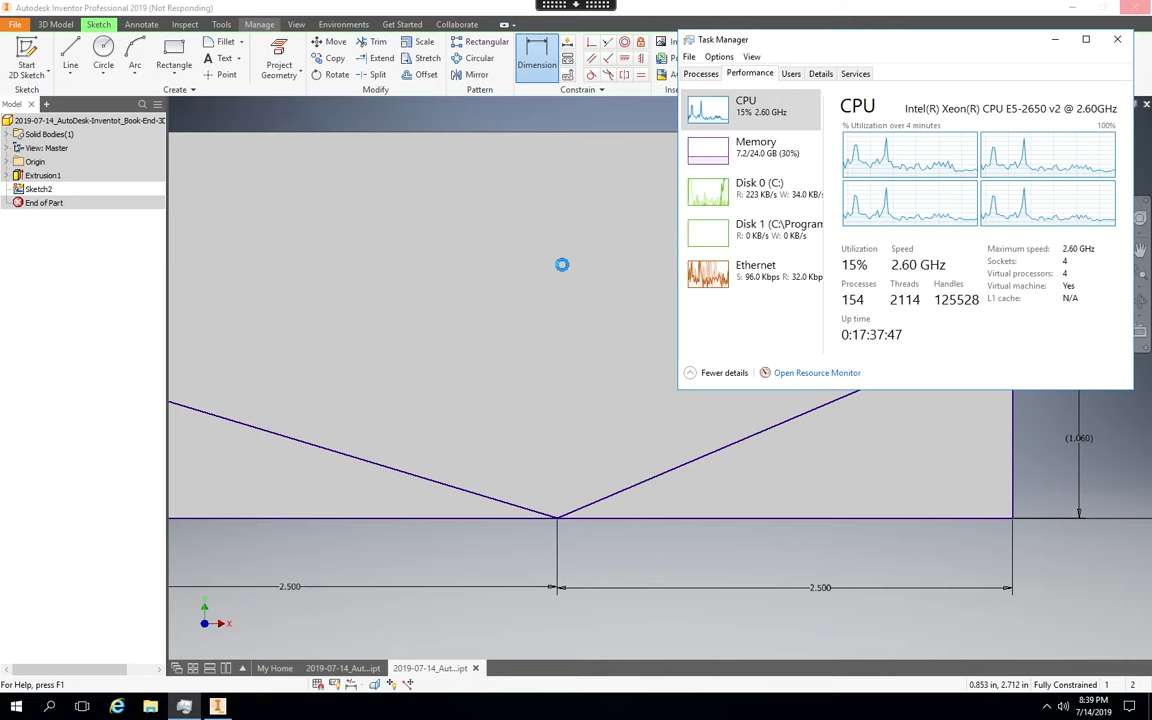 Autodesk Inventor Professional 2019 (Not Responding)
File 3D Model Sketch Annotate Inspect Tools Manage View Environments Get Started Collaborate
Start
2D Sketch
Line
Circle
Arc
Rectangle
Fillet
Text
Point
Project
Geometry
Create
Move
Copy
Rotate
Trim
Extend
Split
Scale
Stretch
Offset
Modify
Rectangular
Circular
Mirror
Pattern
Dimension
Constrain
Model
2019-07-14_AutoDesk-Inventot_Book-End-3D
Solid Bodies(1)
View: Master
Origin
Extrusion1
Sketch2
End of Part
Task Manager
File Options View
Processes Performance Users Details Services
CPU
15% 2.60 GHz
Memory
7.2/24.0 GB (30%)
Disk 0 (C:)
R: 223 KB/s W: 34.0 KB/s
Disk 1 (C:\Program
R: 0 KB/s W: 0 KB/s
Ethernet
S: 96.0 Kbps R: 32.0 Kbp
CPU Intel(R) Xeon(R) CPU E5-2650 v2 @ 2.60GHz
% Utilization over 4 minutes 100%
Utilization Speed
15% 2.60 GHz
Processes Threads Handles
154 2114 125528
Up time
0:17:37:47
Maximum speed: 2.60 GHz
Sockets: 4
Virtual processors: 4
Virtual machine: Yes
L1 cache: N/A
Fewer details Open Resource Monitor
(1.060)
2.500
2.500
Y
X
My Home 2019-07-14_Aut...ipt 2019-07-14_Aut...ipt
For Help, press F1
0.853 in, 2.712 in Fully Constrained 1 2
8:39 PM
7/14/2019